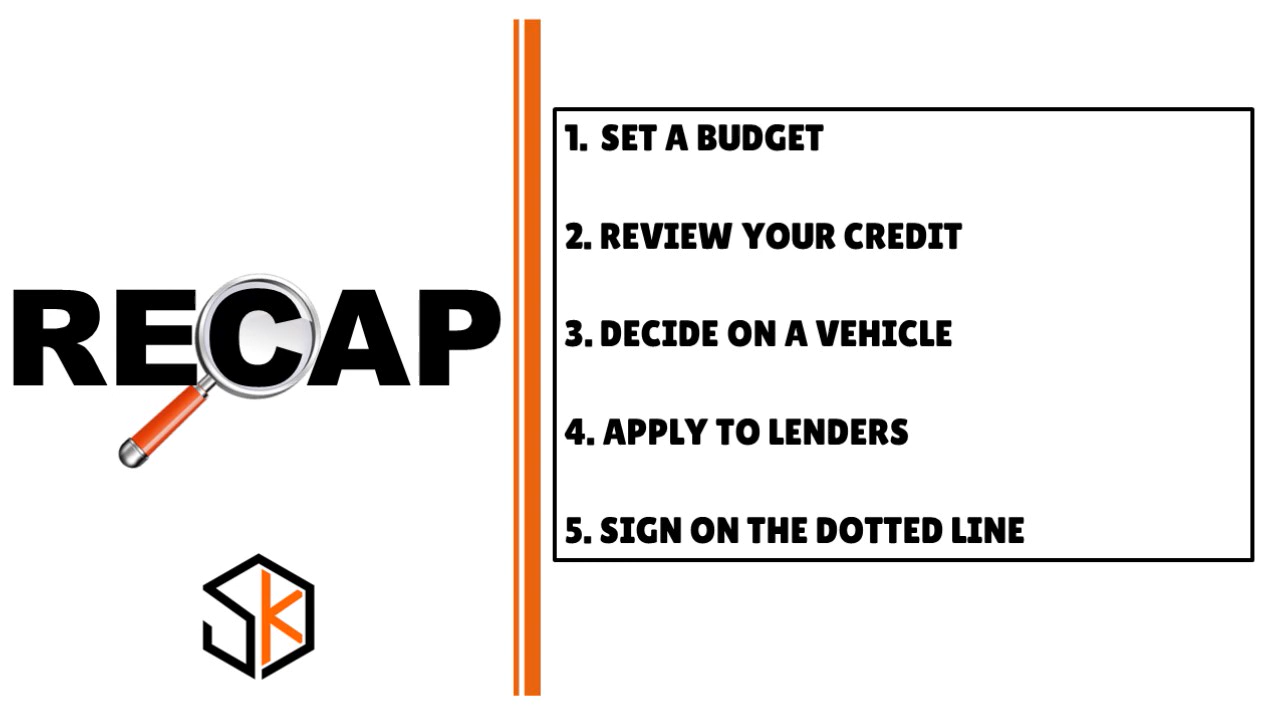 RECAP
SK
1. SET A BUDGET
2. REVIEW YOUR CREDIT
3. DECIDE ON A VEHICLE
4. APPLY TO LENDERS
5. SIGN ON THE DOTTED LINE